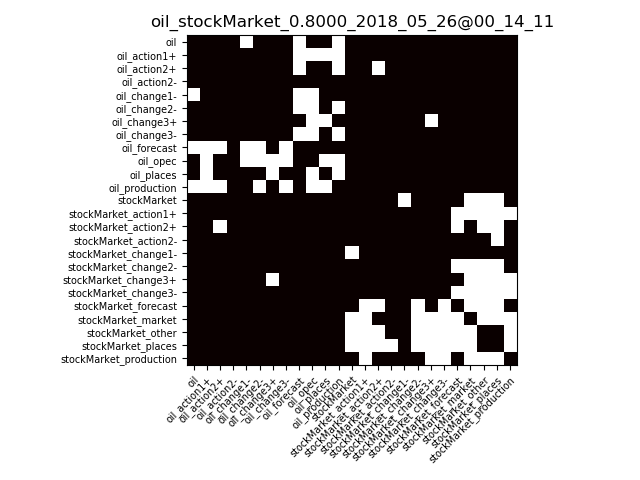 oil_stockMarket_0.8000_2018_05_26@00_14_11
oil
oil_action1+
oil_action2+
oil_action2-
oil_change1-
oil_change2-
oil_change3+
oil_change3-
oil_forecast
oil_opec
oil_places
oil_production
stockMarket
stockMarket_action1+
stockMarket_action2+
stockMarket_action2-
stockMarket_change1-
stockMarket_change2-
stockMarket_change3+
stockMarket_change3-
stockMarket_forecast
stockMarket_market
stockMarket_other
stockMarket_places
stockMarket_production
oil
oil_action1+
oil_action2+
oil_action2-
oil_change1-
oil_change2-
oil_change3+
oil_change3-
oil_forecast
oil_opec
oil_places
oil_production
stockMarket
stockMarket_action1+
stockMarket_action2+
stockMarket_action2-
stockMarket_change1-
stockMarket_change2-
stockMarket_change3+
stockMarket_change3-
stockMarket_forecast
stockMarket_market
stockMarket_other
stockMarket_places
stockMarket_production